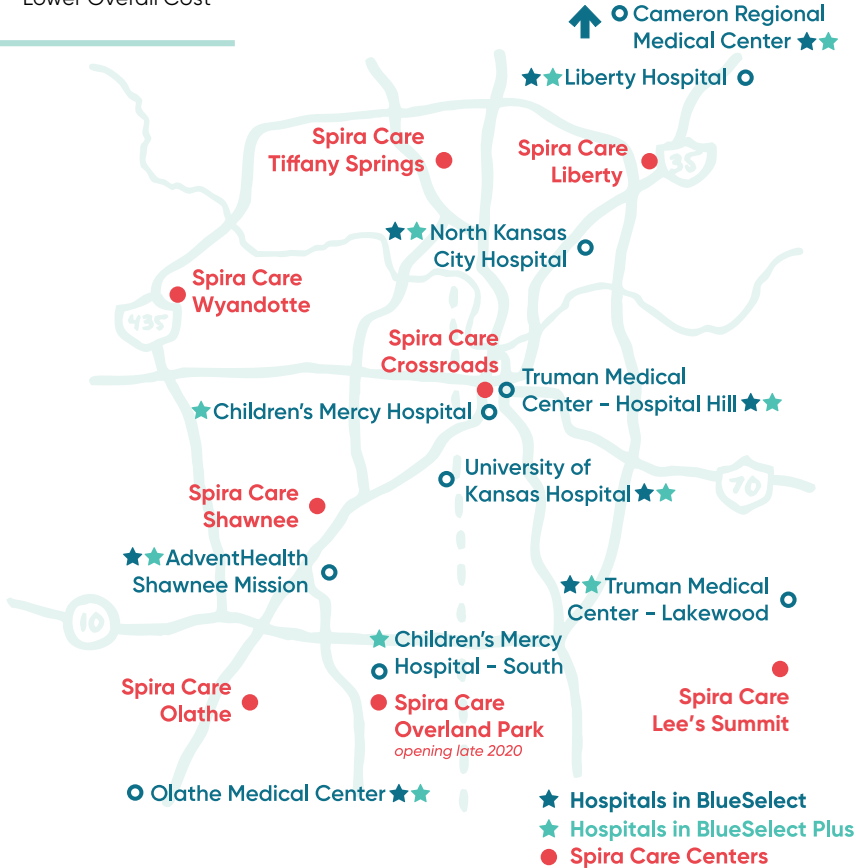 Lower Overall Cost
Cameron Regional
Medical Center
Liberty Hospital
Spira Care
Tiffany Springs
Spira Care
Liberty
35
North Kansas
City Hospital
Spira Care
Wyandotte
435
Spira Care
Crossroads
Truman Medical
Center - Hospital Hill
Children's Mercy Hospital
University of
Kansas Hospital
70
Spira Care
Shawnee
AdventHealth
Shawnee Mission
Truman Medical
Center - Lakewood
10
Children's Mercy
Hospital - South
Spira Care
Olathe
Spira Care
Overland Park
opening late 2020
Spira Care
Lee's Summit
Olathe Medical Center
Hospitals in BlueSelect
Hospitals in BlueSelect Plus
Spira Care Centers